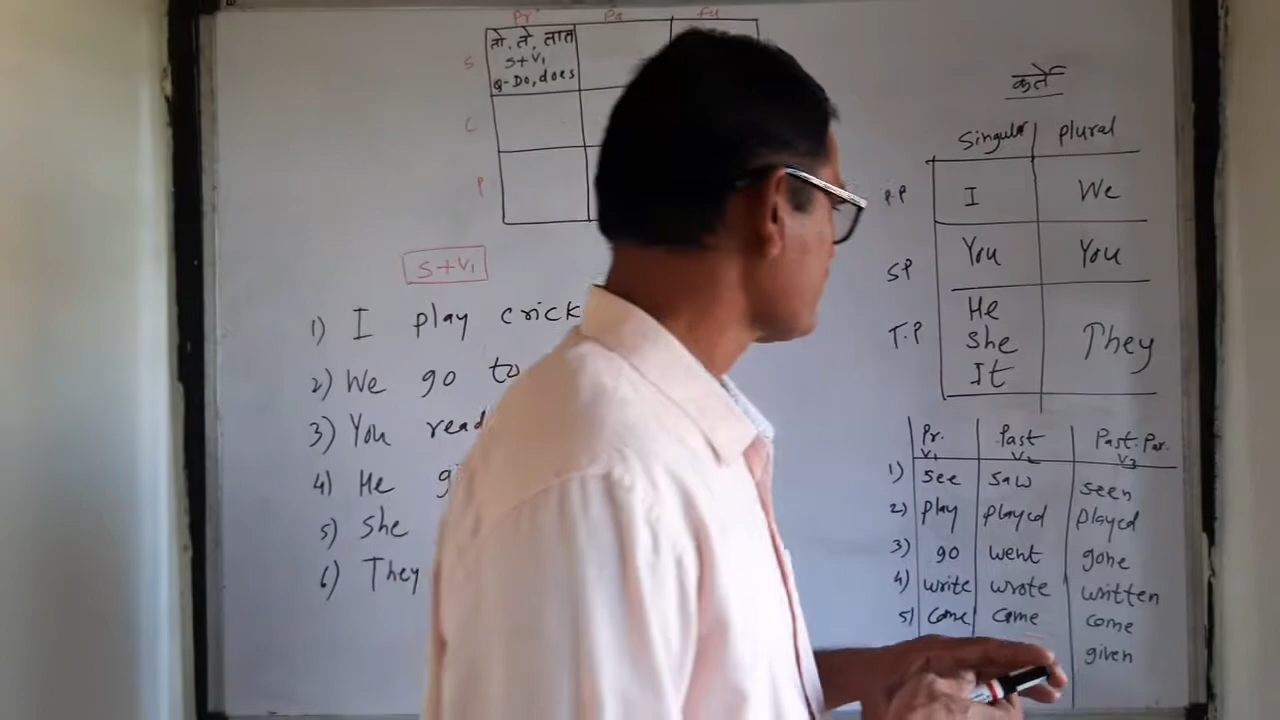 Pr Pa Fu
S
तो, ते, तात
S+V1
Q-Do, does
C
P
S+V1
1) I play crick
2) We go to
3) You read
4) He gi
5) She
6) They
कर्ते
Singular Plural
P.P I We
S.P You You
T.P He She It They
Pr. V1 Past V2 Past. Par. V3
1) see saw seen
2) play played played
3) go went gone
4) write wrote written
5) come came come
given